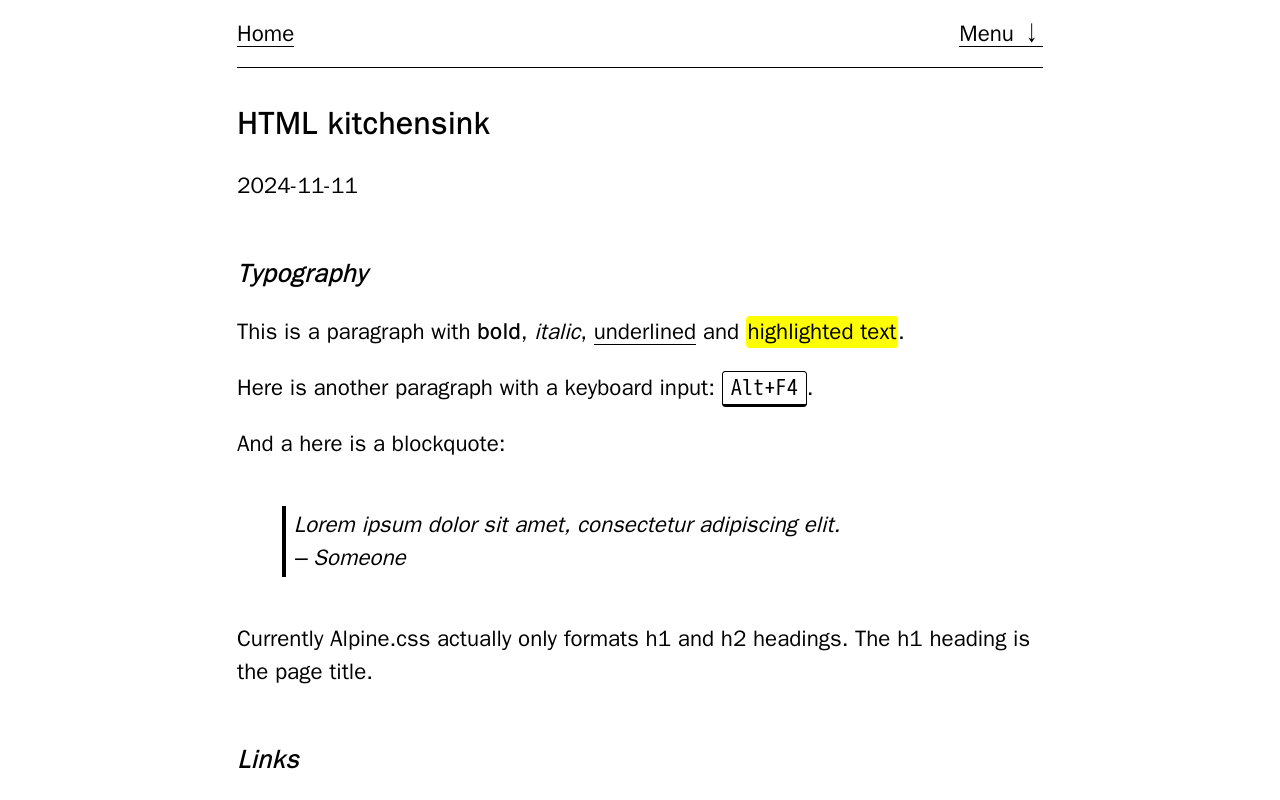 Home
Menu ↓
HTML kitchensink
2024-11-11
Typography
This is a paragraph with bold, italic, underlined and highlighted text.
Here is another paragraph with a keyboard input: Alt+F4.
And a here is a blockquote:
Lorem ipsum dolor sit amet, consectetur adipiscing elit.
— Someone
Currently Alpine.css actually only formats h1 and h2 headings. The h1 heading is
the page title.
Links